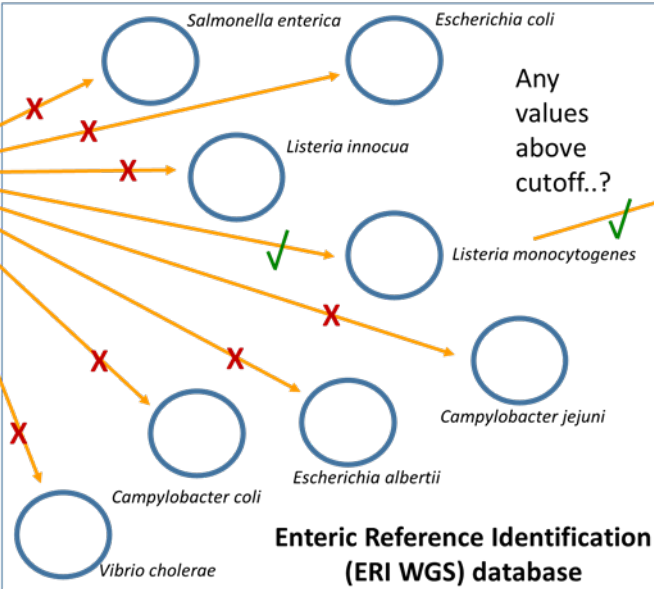 Salmonella enterica
Escherichia coli
Any
values
above
cutoff..?
Listeria innocua
Listeria monocytogenes
Campylobacter jejuni
Escherichia albertii
Campylobacter coli
Vibrio cholerae
Enteric Reference Identification
(ERI WGS) database